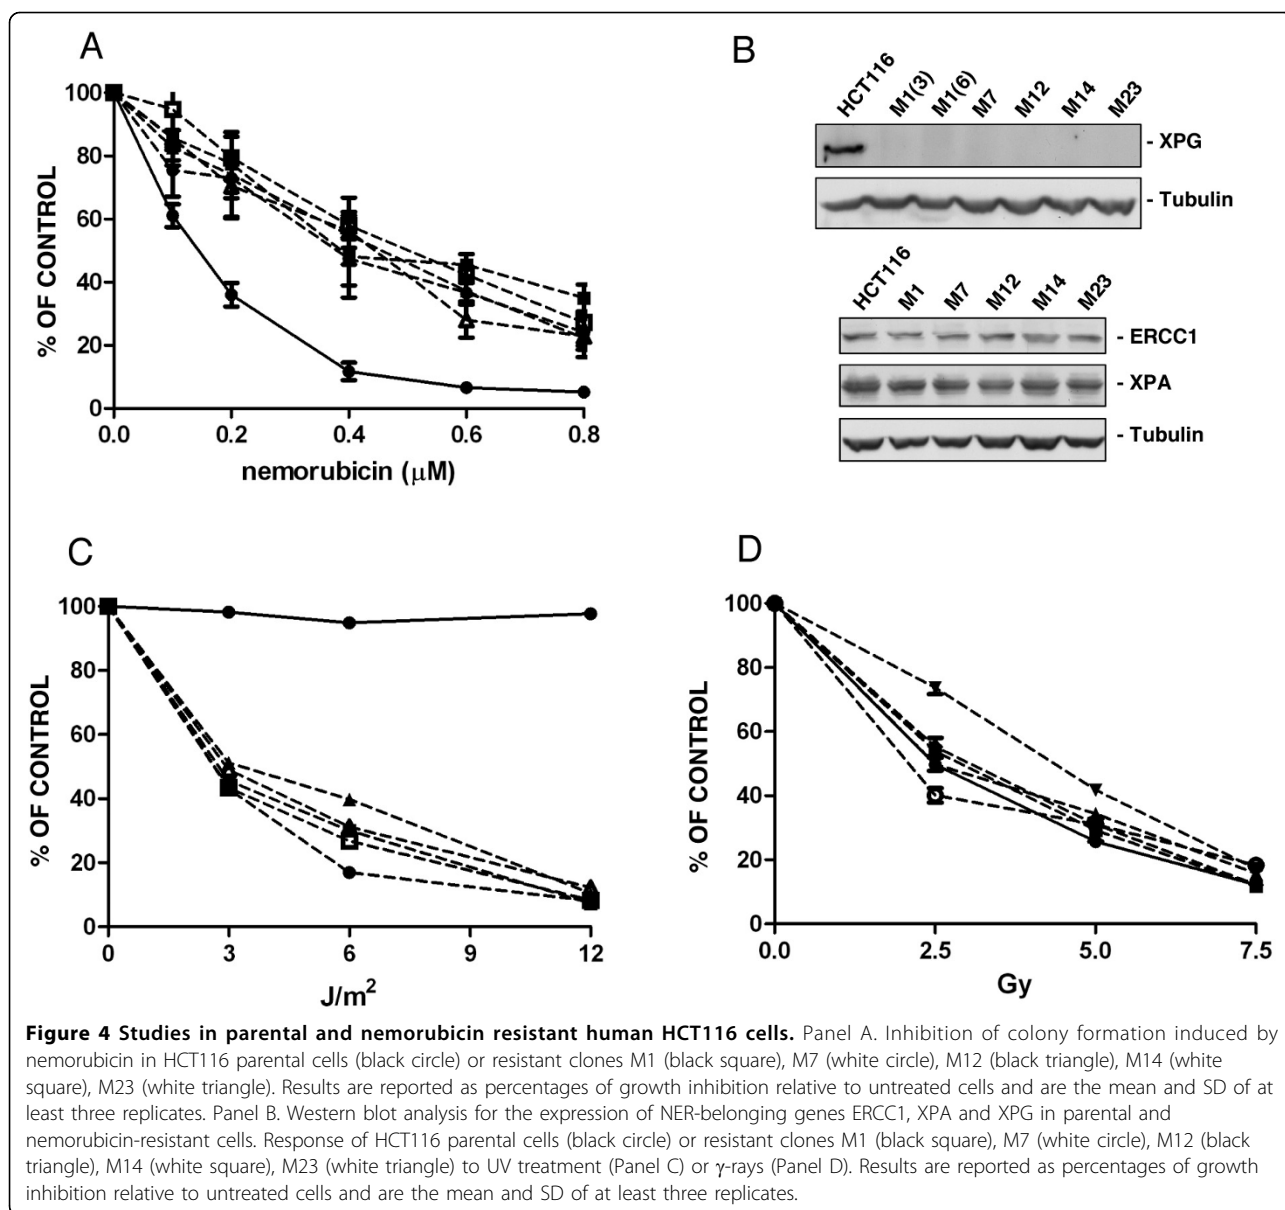 A
100
80
60
40
20
0
% OF CONTROL
0.0 0.2 0.4 0.6 0.8
nemorubicin (μM)
B
HCT116 M1(3) M1(6) M7 M12 M14 M23
- XPG
- Tubulin
HCT116 M1 M7 M12 M14 M23
- ERCC1
- XPA
- Tubulin
C
100
80
60
40
20
0
% OF CONTROL
0 3 6 9 12
J/m²
D
100
80
60
40
20
0
% OF CONTROL
0.0 2.5 5.0 7.5
Gy
Figure 4 Studies in parental and nemorubicin resistant human HCT116 cells. Panel A. Inhibition of colony formation induced by
nemorubicin in HCT116 parental cells (black circle) or resistant clones M1 (black square), M7 (white circle), M12 (black triangle), M14 (white
square), M23 (white triangle). Results are reported as percentages of growth inhibition relative to untreated cells and are the mean and SD of at
least three replicates. Panel B. Western blot analysis for the expression of NER-belonging genes ERCC1, XPA and XPG in parental and
nemorubicin-resistant cells. Response of HCT116 parental cells (black circle) or resistant clones M1 (black square), M7 (white circle), M12 (black
triangle), M14 (white square), M23 (white triangle) to UV treatment (Panel C) or γ-rays (Panel D). Results are reported as percentages of growth
inhibition relative to untreated cells and are the mean and SD of at least three replicates.